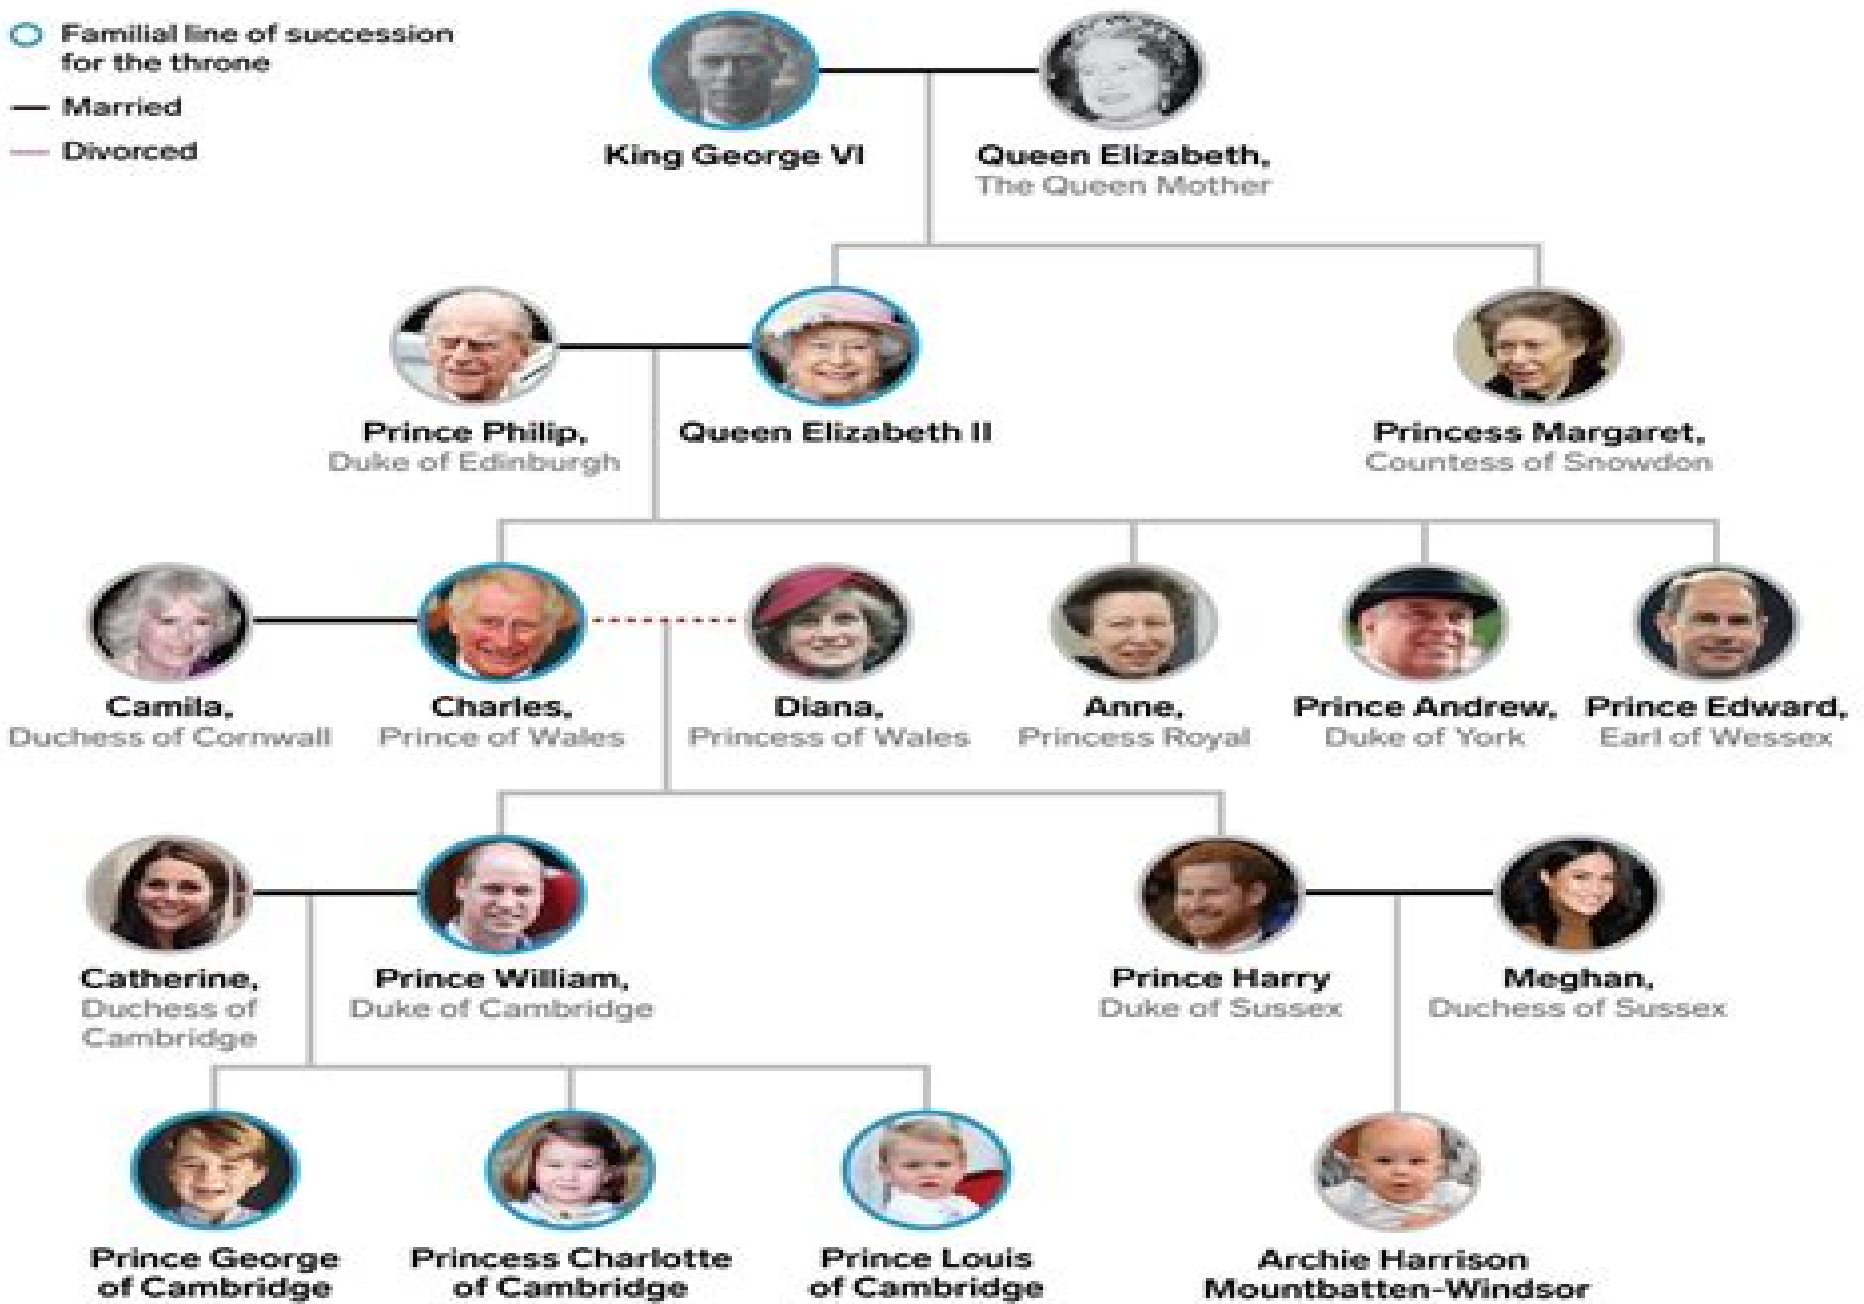 Familial line of succession
for the throne
Married
Divorced
King George VI
Queen Elizabeth,
The Queen Mother
Prince Philip,
Duke of Edinburgh
Queen Elizabeth II
Princess Margaret,
Countess of Snowdon
Camila,
Duchess of Cornwall
Charles,
Prince of Wales
Diana,
Princess of Wales
Anne,
Princess Royal
Prince Andrew,
Duke of York
Prince Edward,
Earl of Wessex
Catherine,
Duchess of
Cambridge
Prince William,
Duke of Cambridge
Prince Harry
Duke of Sussex
Meghan,
Duchess of Sussex
Prince George
of Cambridge
Princess Charlotte
of Cambridge
Prince Louis
of Cambridge
Archie Harrison
Mountbatten-Windsor